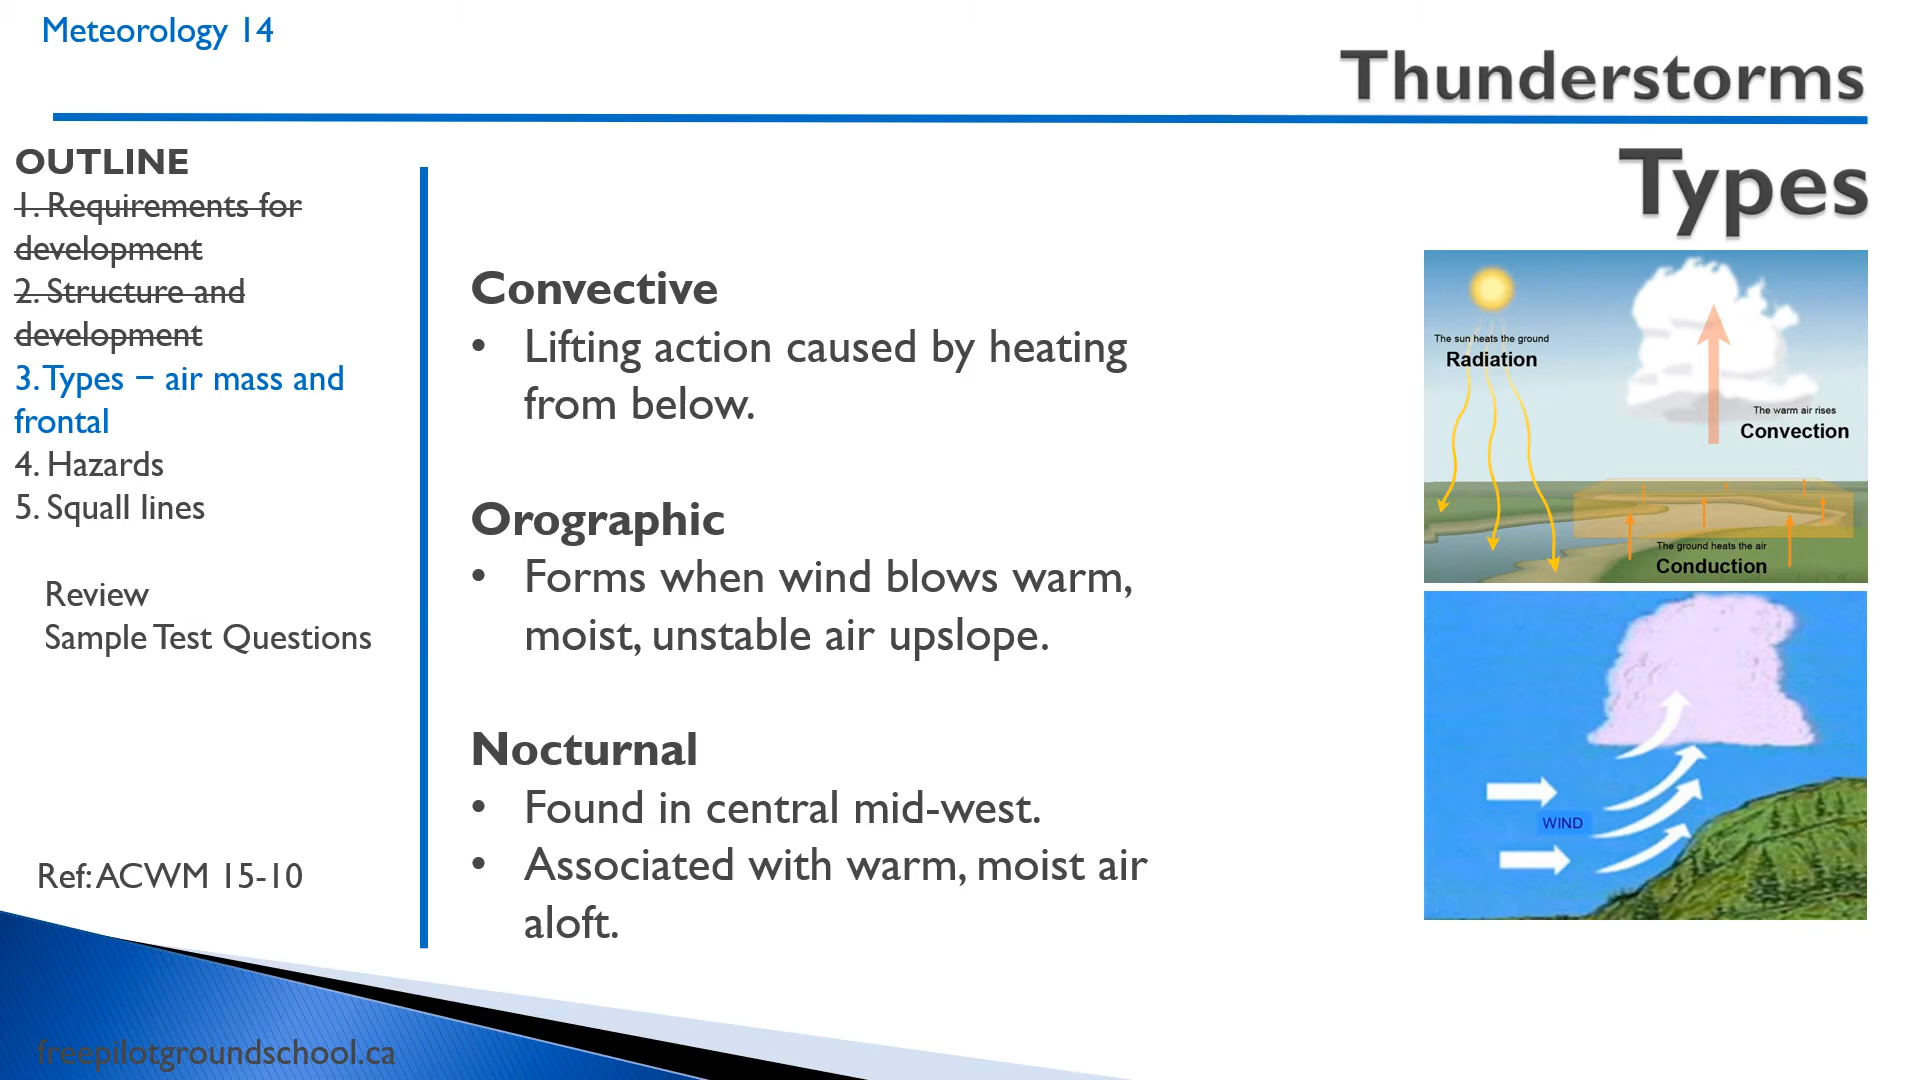 Meteorology 14
Thunderstorms
Types
OUTLINE
1. Requirements for
development
2. Structure and
development
3. Types – air mass and
frontal
4. Hazards
5. Squall lines
Review
Sample Test Questions
Ref: ACWM 15-10
freepilotgroundschool.ca
Convective
• Lifting action caused by heating
from below.
Orographic
• Forms when wind blows warm,
moist, unstable air upslope.
Nocturnal
• Found in central mid-west.
• Associated with warm, moist air
aloft.
The sun heats the ground
Radiation
The warm air rises
Convection
The ground heats the air
Conduction
WIND